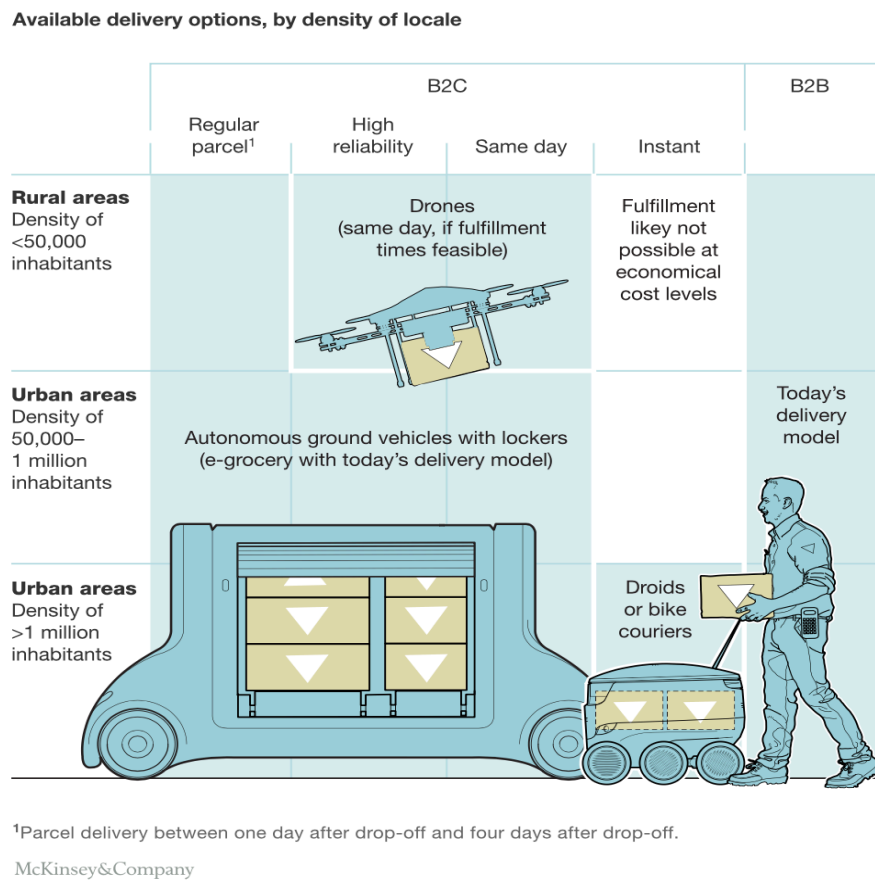 Available delivery options, by density of locale
B2C
B2B
Regular
parcel¹
High
reliability
Same day
Instant
Rural areas
Density of
<50,000
inhabitants
Drones
(same day, if fulfillment
times feasible)
Fulfillment
likey not
possible at
economical
cost levels
Urban areas
Density of
50,000–
1 million
inhabitants
Autonomous ground vehicles with lockers
(e-grocery with today’s delivery model)
Today’s
delivery
model
Urban areas
Density of
>1 million
inhabitants
Droids
or bike
couriers
¹Parcel delivery between one day after drop-off and four days after drop-off.
McKinsey&Company